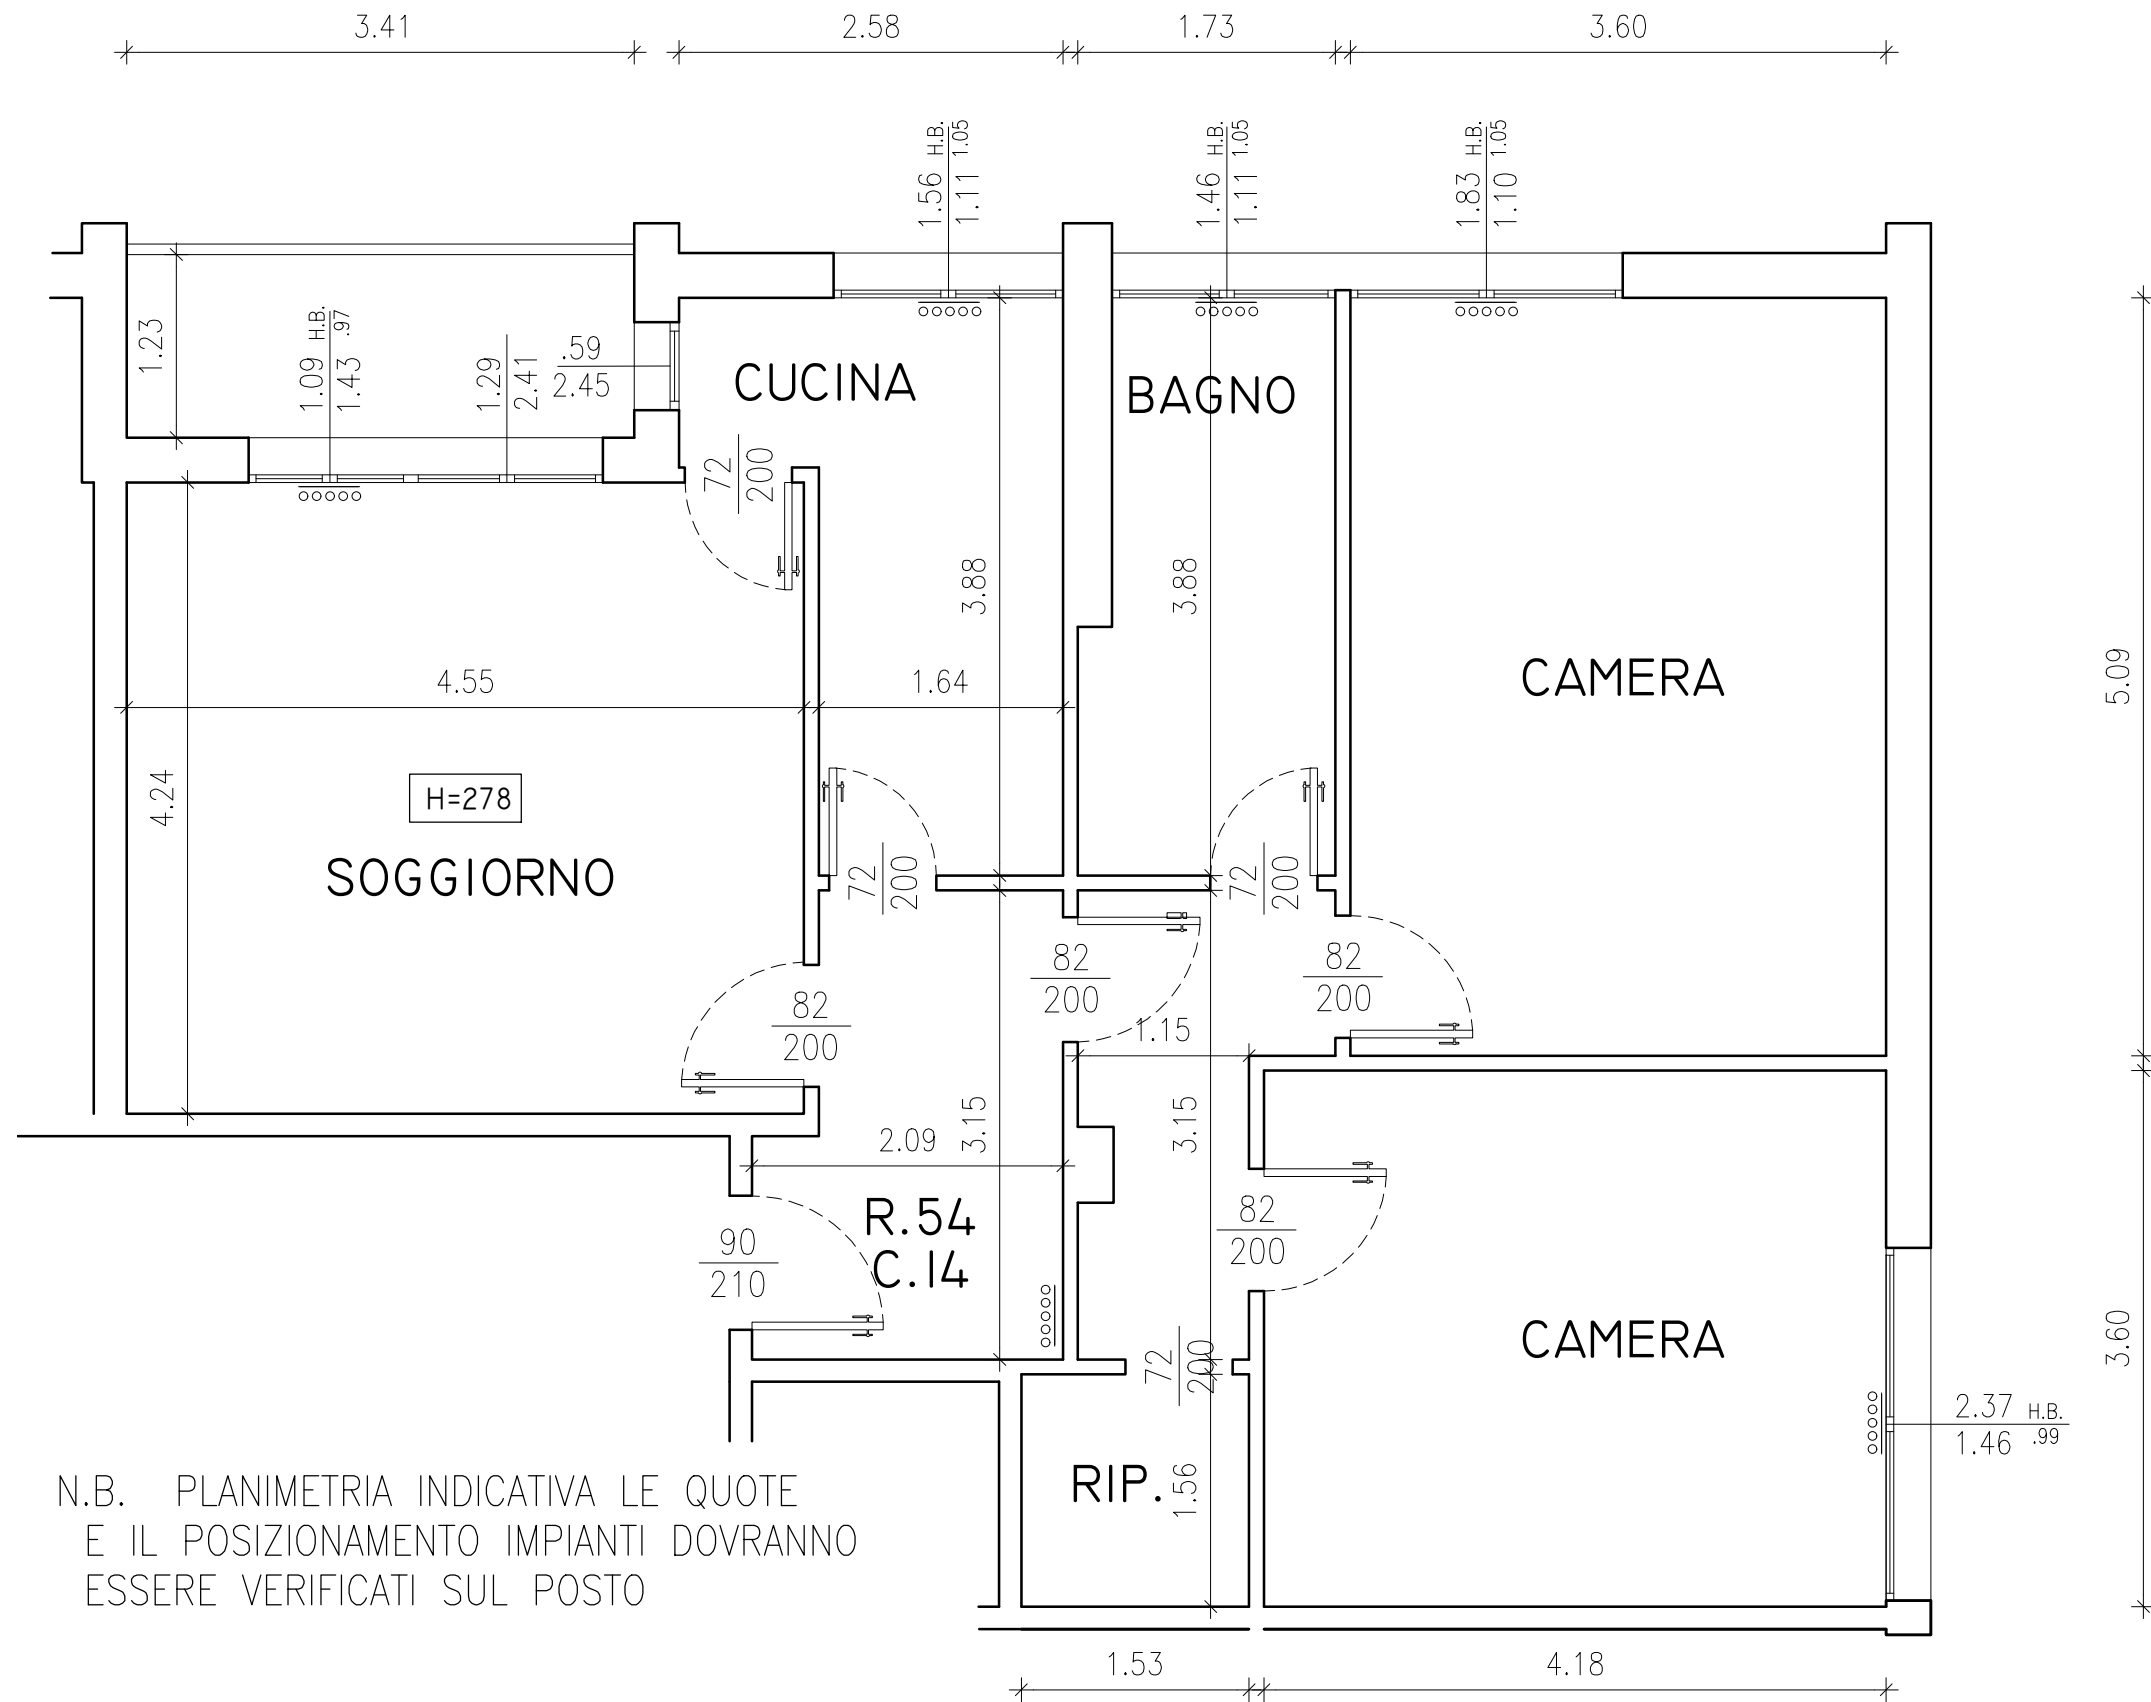 3.41
2.58
1.73
3.60
1.56 H.B.
1.11 1.05
1.46 H.B.
1.11 1.05
1.83 H.B.
1.10 1.05
1.23
1.09 H.B.
1.43 .97
1.29
2.41
.59
2.45
CUCINA
BAGNO
72
200
3.88
3.88
CAMERA
5.09
4.55
1.64
4.24
H=278
SOGGIORNO
72
200
72
200
82
200
82
200
82
200
1.15
3.15
3.15
2.09
R.54
C.14
82
200
90
210
CAMERA
3.60
72
200
2.37 H.B.
1.46 .99
RIP.
1.56
N.B. PLANIMETRIA INDICATIVA LE QUOTE
E IL POSIZIONAMENTO IMPIANTI DOVRANNO
ESSERE VERIFICATI SUL POSTO
1.53
4.18